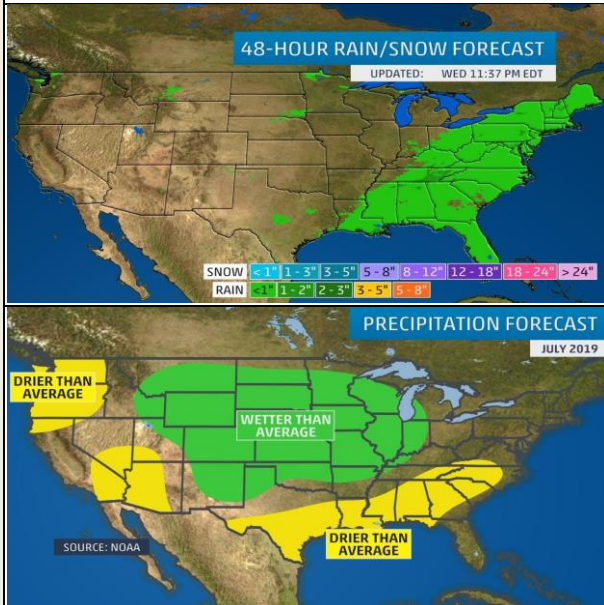 48-HOUR RAIN/SNOW FORECAST
UPDATED: WED 11:37 PM EDT
SNOW < 1" 1 - 3" 3 - 5" 5 - 8" 8 - 12" 12 - 18" 18 - 24" > 24"
RAIN <1" 1 - 2" 2 - 3" 3 - 5" 5 - 8"
PRECIPITATION FORECAST
JULY 2019
DRIER THAN
AVERAGE
WETTER THAN
AVERAGE
SOURCE: NOAA
DRIER THAN
AVERAGE